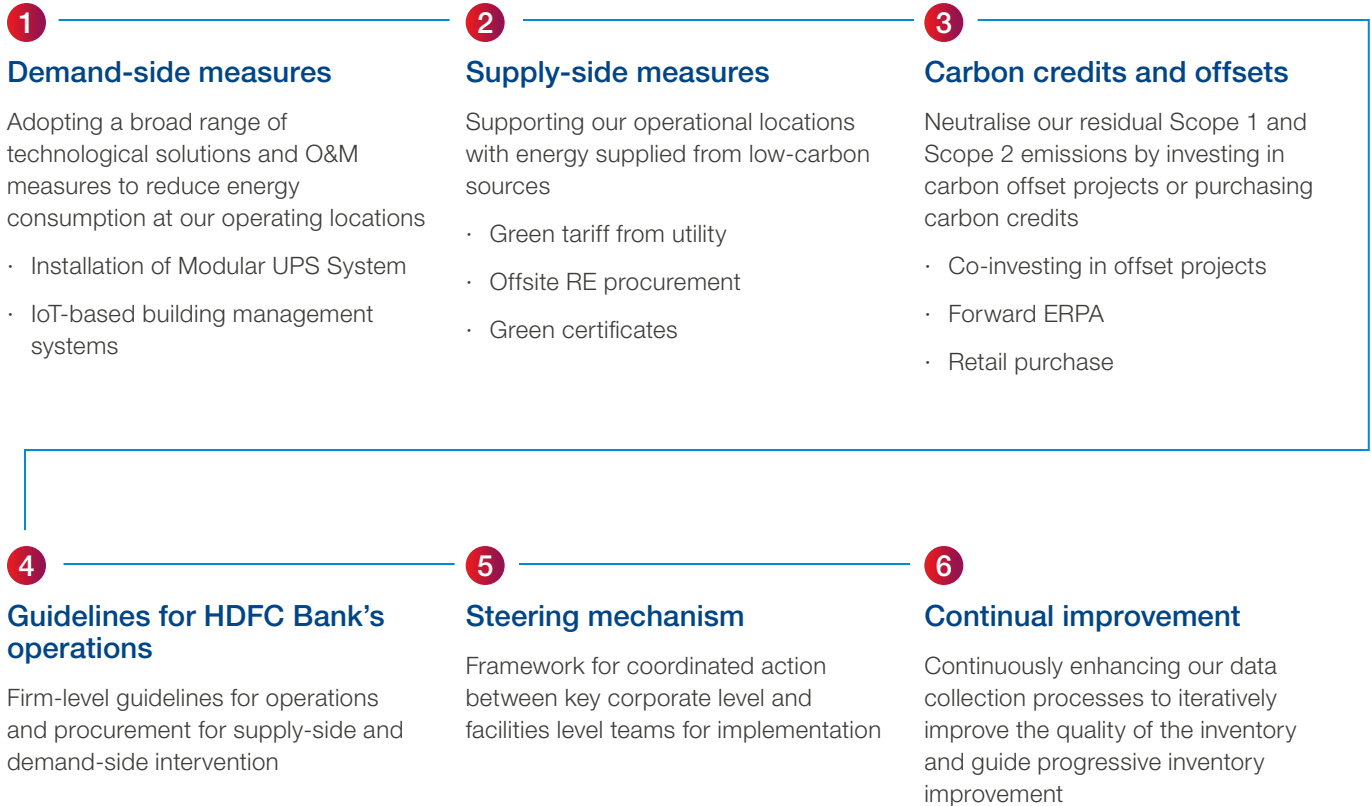 1
Demand-side measures
Adopting a broad range of
technological solutions and O&M
measures to reduce energy
consumption at our operating locations
· Installation of Modular UPS System
· IoT-based building management
systems
2
Supply-side measures
Supporting our operational locations
with energy supplied from low-carbon
sources
· Green tariff from utility
· Offsite RE procurement
· Green certificates
3
Carbon credits and offsets
Neutralise our residual Scope 1 and
Scope 2 emissions by investing in
carbon offset projects or purchasing
carbon credits
· Co-investing in offset projects
· Forward ERPA
· Retail purchase
4
Guidelines for HDFC Bank’s
operations
Firm-level guidelines for operations
and procurement for supply-side and
demand-side intervention
5
Steering mechanism
Framework for coordinated action
between key corporate level and
facilities level teams for implementation
6
Continual improvement
Continuously enhancing our data
collection processes to iteratively
improve the quality of the inventory
and guide progressive inventory
improvement